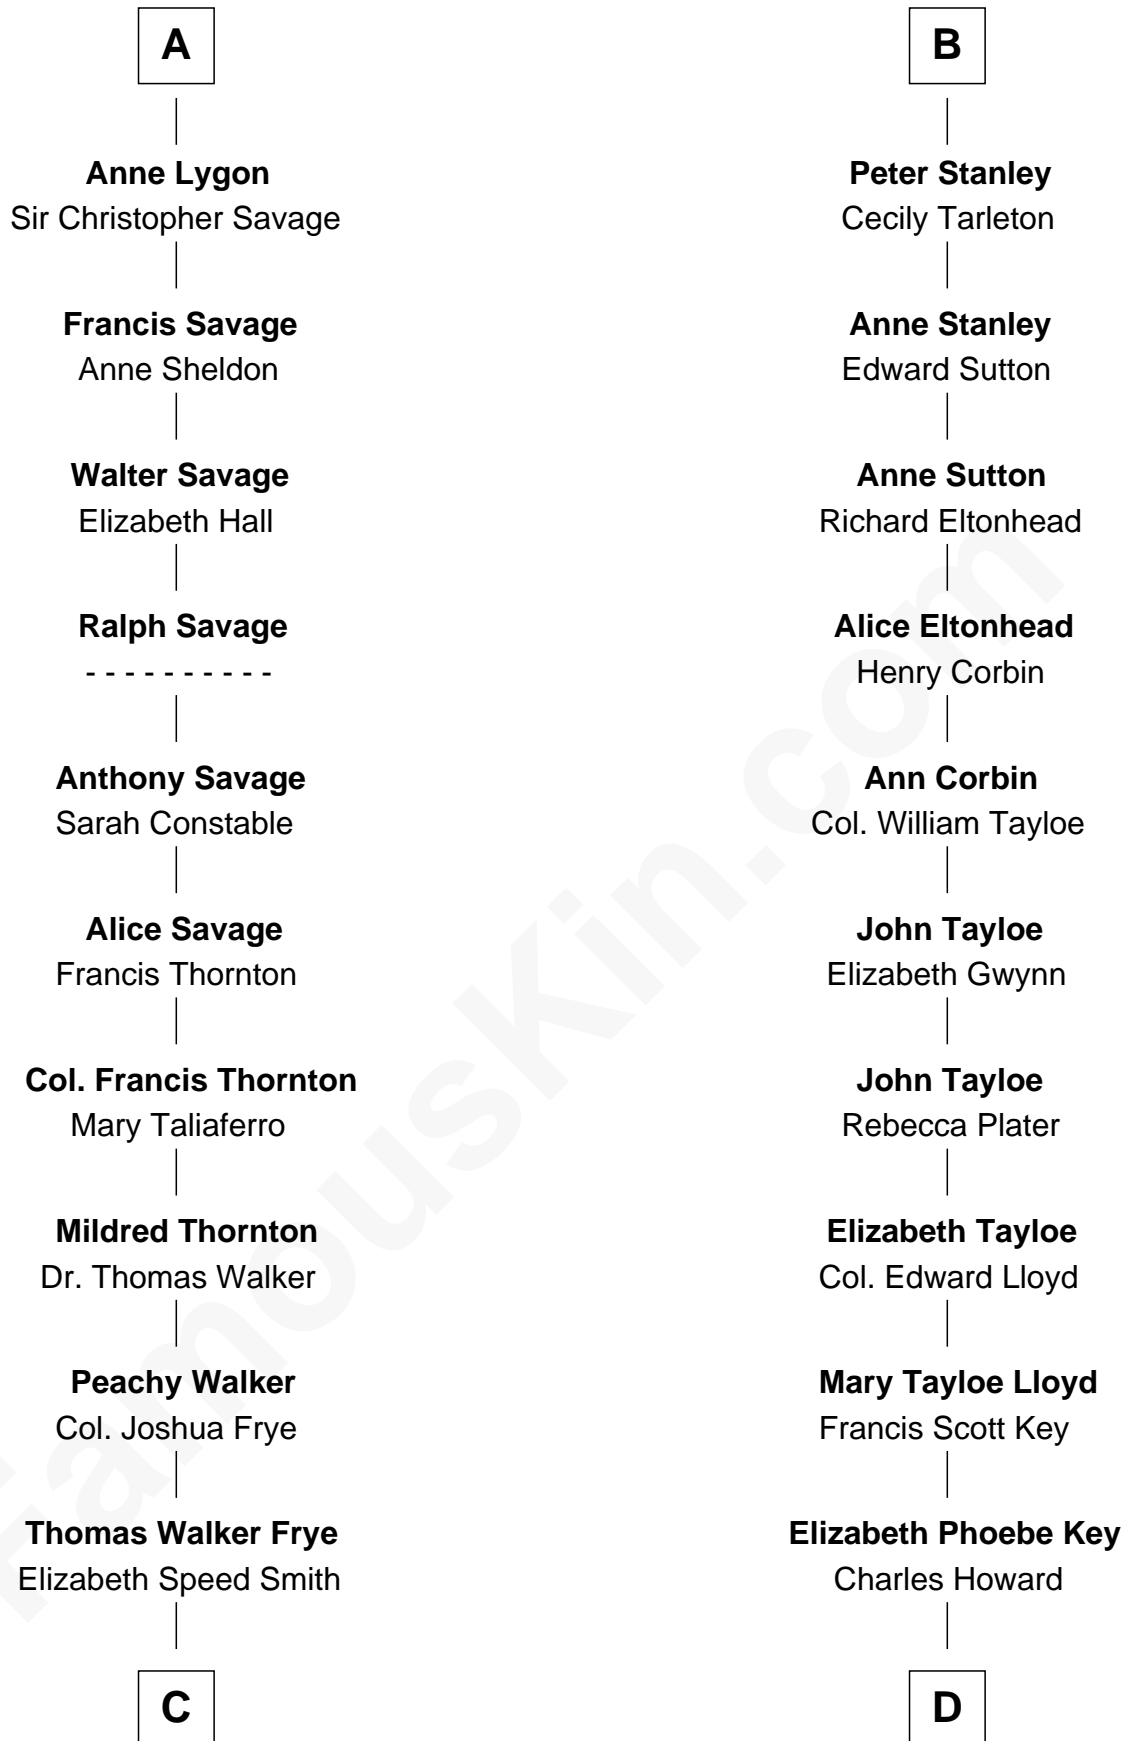 A
Anne Lygon
Sir Christopher Savage
Francis Savage
Anne Sheldon
Walter Savage
Elizabeth Hall
Ralph Savage
- - - - - - - - - -
Anthony Savage
Sarah Constable
Alice Savage
Francis Thornton
Col. Francis Thornton
Mary Taliaferro
Mildred Thornton
Dr. Thomas Walker
Peachy Walker
Col. Joshua Frye
Thomas Walker Frye
Elizabeth Speed Smith
C
B
Peter Stanley
Cecily Tarleton
Anne Stanley
Edward Sutton
Anne Sutton
Richard Eltonhead
Alice Eltonhead
Henry Corbin
Ann Corbin
Col. William Tayloe
John Tayloe
Elizabeth Gwynn
John Tayloe
Rebecca Plater
Elizabeth Tayloe
Col. Edward Lloyd
Mary Tayloe Lloyd
Francis Scott Key
Elizabeth Phoebe Key
Charles Howard
D
FamousKin.com